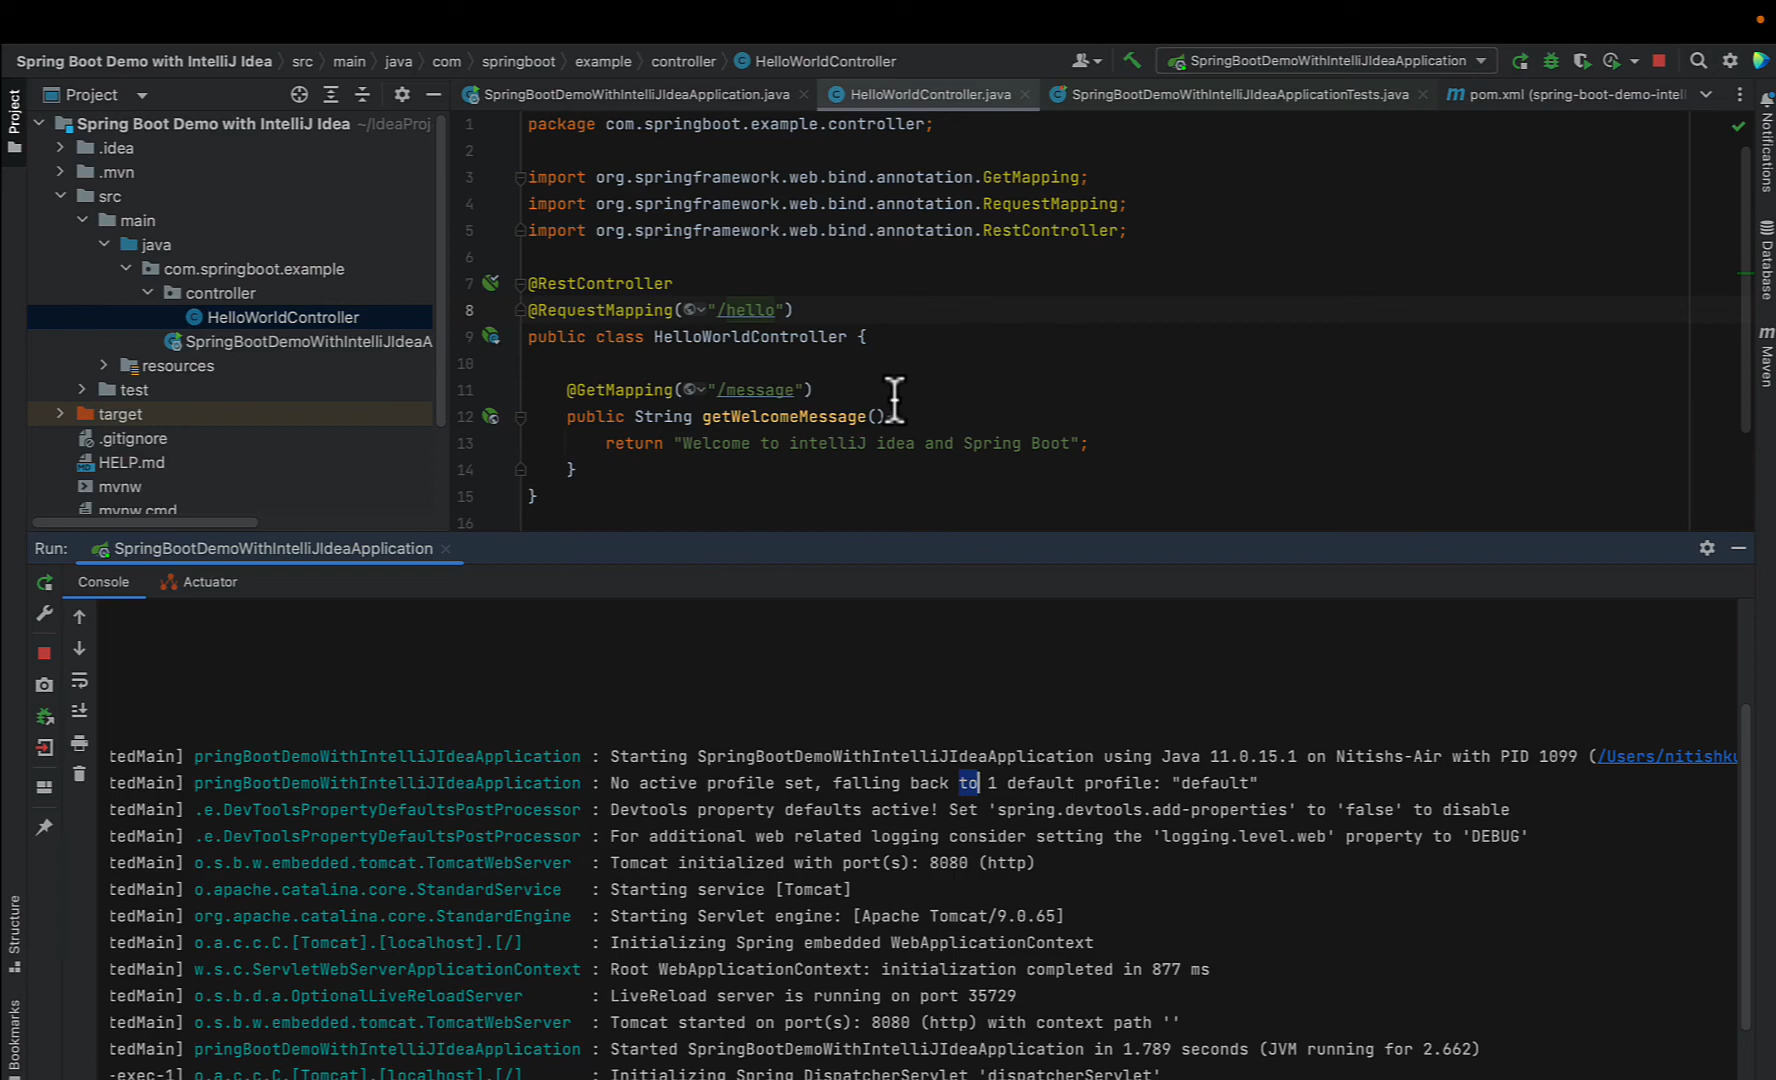 Spring Boot Demo with IntelliJ Idea › src › main › java › com › springboot › example › controller › HelloWorldController
SpringBootDemoWithIntelliJIdeaApplication
Project
SpringBootDemoWithIntelliJIdeaApplication.java
HelloWorldController.java
SpringBootDemoWithIntelliJIdeaApplicationTests.java
pom.xml (spring-boot-demo-intel
Project
Spring Boot Demo with IntelliJ Idea ~/IdeaProj
.idea
.mvn
src
main
java
com.springboot.example
controller
HelloWorldController
SpringBootDemoWithIntelliJIdeaA
resources
test
target
.gitignore
HELP.md
mvnw
mvnw.cmd
1 package com.springboot.example.controller;
2
3 import org.springframework.web.bind.annotation.GetMapping;
4 import org.springframework.web.bind.annotation.RequestMapping;
5 import org.springframework.web.bind.annotation.RestController;
6
7 @RestController
8 @RequestMapping("/hello")
9 public class HelloWorldController {
10
11 @GetMapping("/message")
12 public String getWelcomeMessage()
13 return "Welcome to intelliJ idea and Spring Boot";
14 }
15 }
16
Notifications
Database
Maven
Run: SpringBootDemoWithIntelliJIdeaApplication
Console
Actuator
tedMain] pringBootDemoWithIntelliJIdeaApplication : Starting SpringBootDemoWithIntelliJIdeaApplication using Java 11.0.15.1 on Nitishs-Air with PID 1099 (/Users/nitishku
tedMain] pringBootDemoWithIntelliJIdeaApplication : No active profile set, falling back to 1 default profile: "default"
tedMain] .e.DevToolsPropertyDefaultsPostProcessor : Devtools property defaults active! Set 'spring.devtools.add-properties' to 'false' to disable
tedMain] .e.DevToolsPropertyDefaultsPostProcessor : For additional web related logging consider setting the 'logging.level.web' property to 'DEBUG'
tedMain] o.s.b.w.embedded.tomcat.TomcatWebServer : Tomcat initialized with port(s): 8080 (http)
tedMain] o.apache.catalina.core.StandardService : Starting service [Tomcat]
tedMain] org.apache.catalina.core.StandardEngine : Starting Servlet engine: [Apache Tomcat/9.0.65]
tedMain] o.a.c.c.C.[Tomcat].[localhost].[/] : Initializing Spring embedded WebApplicationContext
tedMain] w.s.c.ServletWebServerApplicationContext : Root WebApplicationContext: initialization completed in 877 ms
tedMain] o.s.b.d.a.OptionalLiveReloadServer : LiveReload server is running on port 35729
tedMain] o.s.b.w.embedded.tomcat.TomcatWebServer : Tomcat started on port(s): 8080 (http) with context path ''
tedMain] pringBootDemoWithIntelliJIdeaApplication : Started SpringBootDemoWithIntelliJIdeaApplication in 1.789 seconds (JVM running for 2.662)
-exec-1] o.a.c.c.C.[Tomcat].[localhost].[/] : Initializing Spring DispatcherServlet 'dispatcherServlet'
Structure
Bookmarks